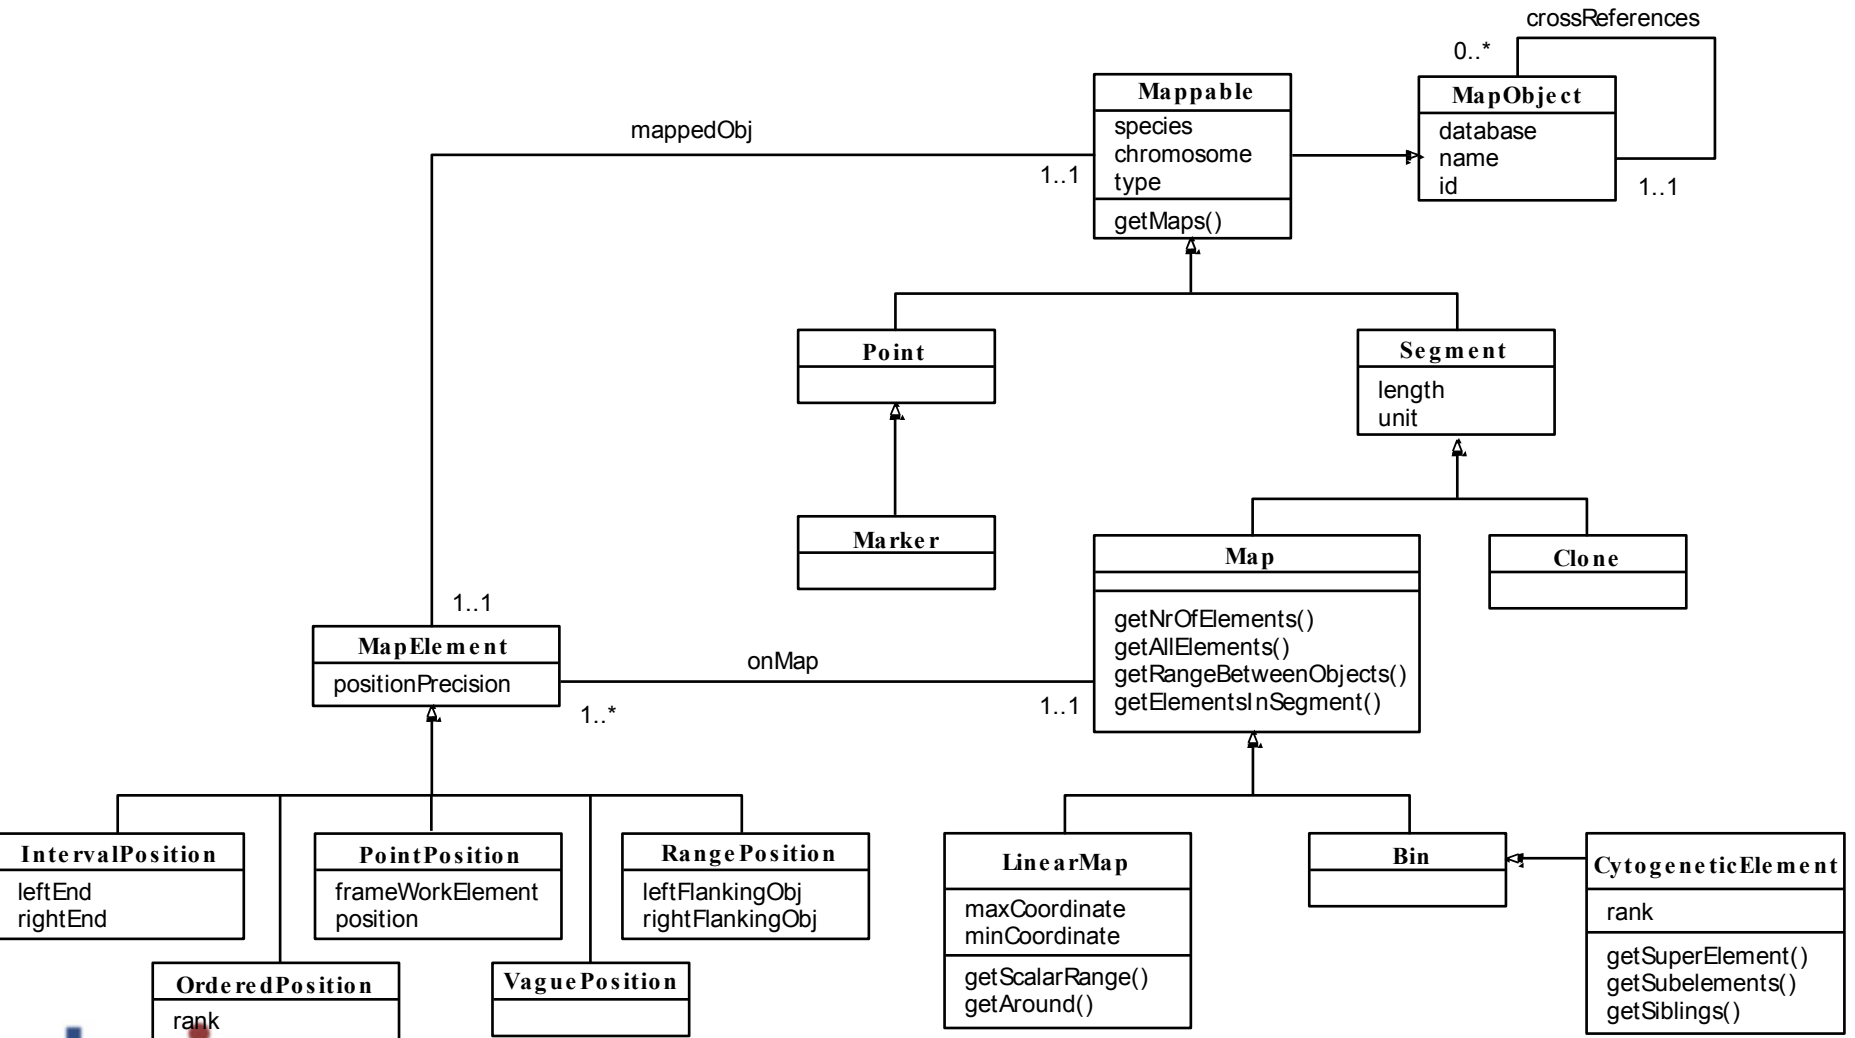 crossReferences
0..*
Mappable
species
chromosome
type
getMaps()
MapObject
database
name
id
1..1
mappedObj
1..1
Point
Segment
length
unit
Marker
Map
getNrOfElements()
getAllElements()
getRangeBetweenObjects()
getElementsInSegment()
Clone
1..1
MapElement
positionPrecision
onMap
1..*
1..1
IntervalPosition
leftEnd
rightEnd
PointPosition
frameWorkElement
position
RangePosition
leftFlankingObj
rightFlankingObj
OrderedPosition
rank
VaguePosition
LinearMap
maxCoordinate
minCoordinate
getScalarRange()
getAround()
Bin
CytogeneticElement
rank
getSuperElement()
getSubelements()
getSiblings()